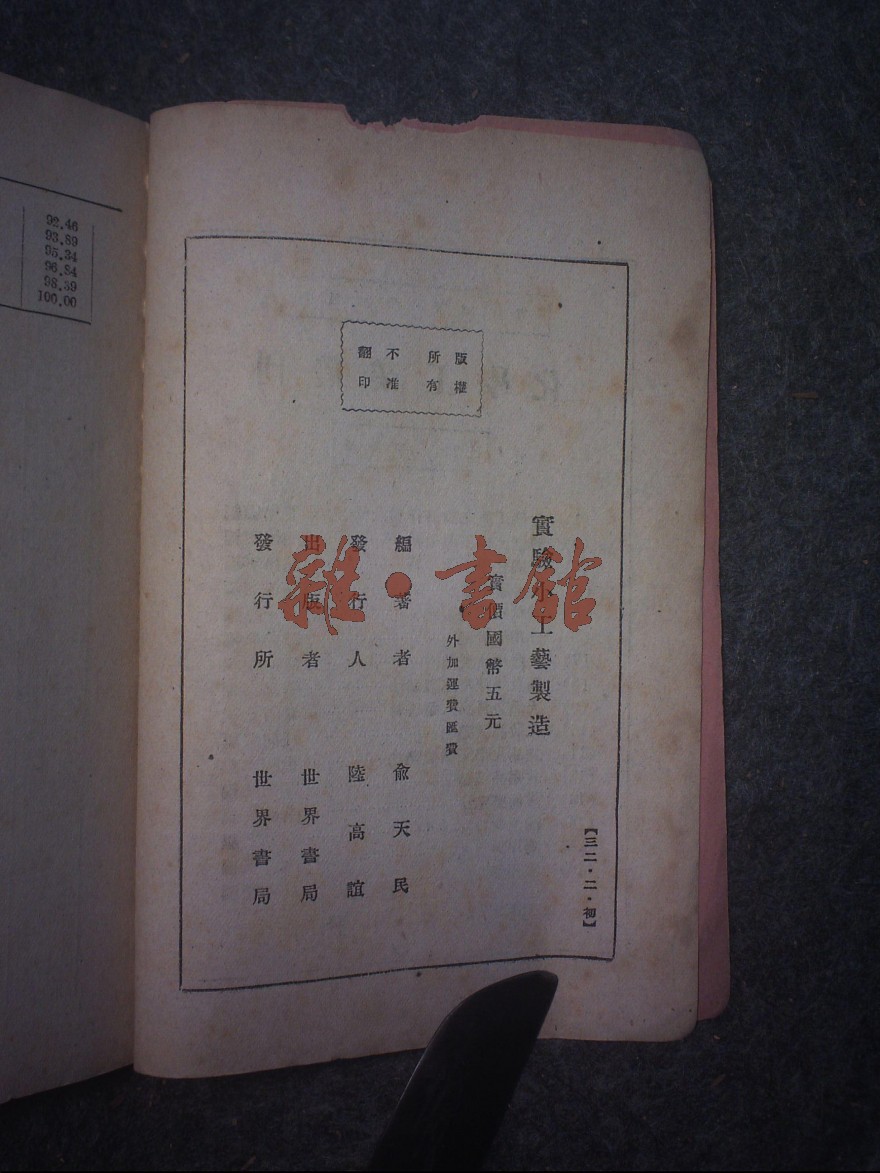 92.46
93.89
95.34
96.84
98.39
100.00
版權
所有
不准
翻印
【三二·二·初】
實驗小工藝製造
實價國幣五元
外加運費匯費
編著者 俞天民
發行人 陸高誼
出版者 世界書局
發行所 世界書局
雜·書館